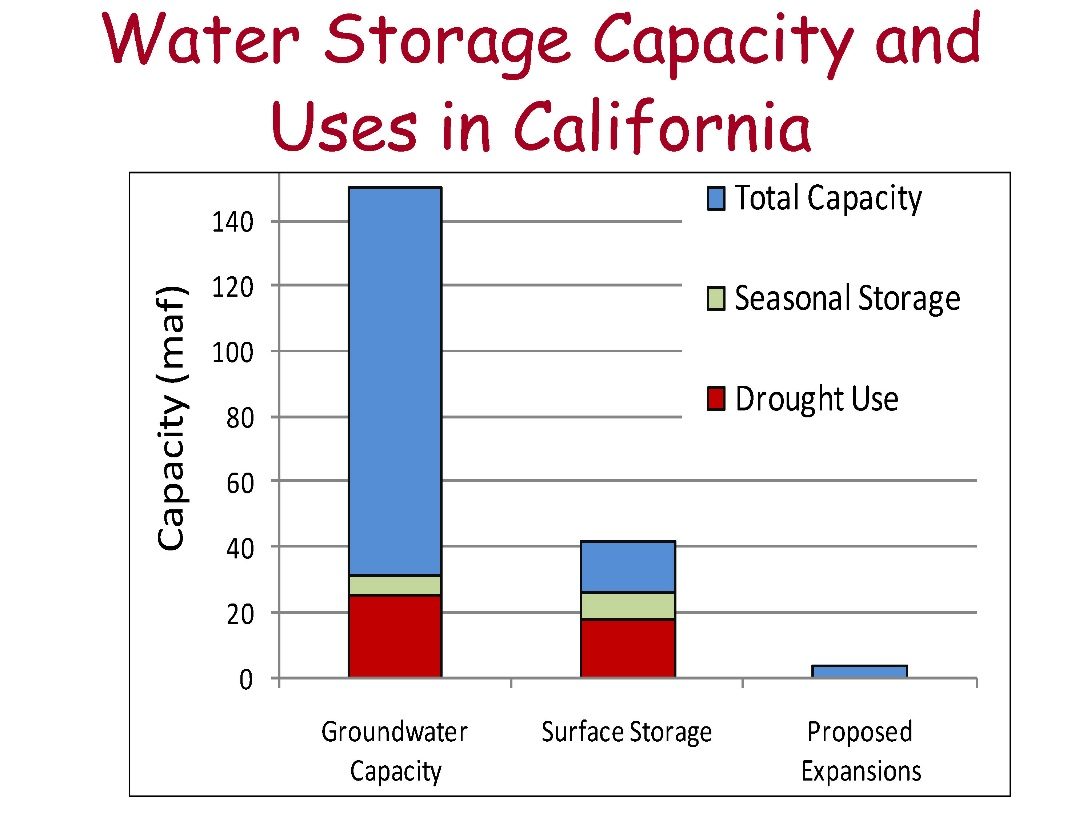 Water Storage Capacity and
Uses in California
Total Capacity
Seasonal Storage
Drought Use
Capacity (maf)
140
120
100
80
60
40
20
0
Groundwater
Capacity
Surface Storage
Proposed
Expansions